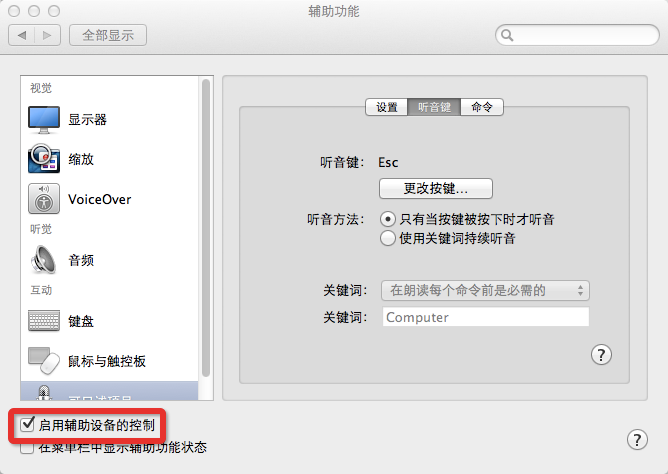 辅助功能
全部显示
视觉
显示器
缩放
VoiceOver
听觉
音频
互动
键盘
鼠标与触控板
设置
听音键
命令
听音键： Esc
更改按键...
听音方法： 只有当按键被按下时才听音
使用关键词持续听音
关键词： 在朗读每个命令前是必需的
关键词： Computer
?
启用辅助设备的控制
在菜单栏中显示辅助功能状态
?